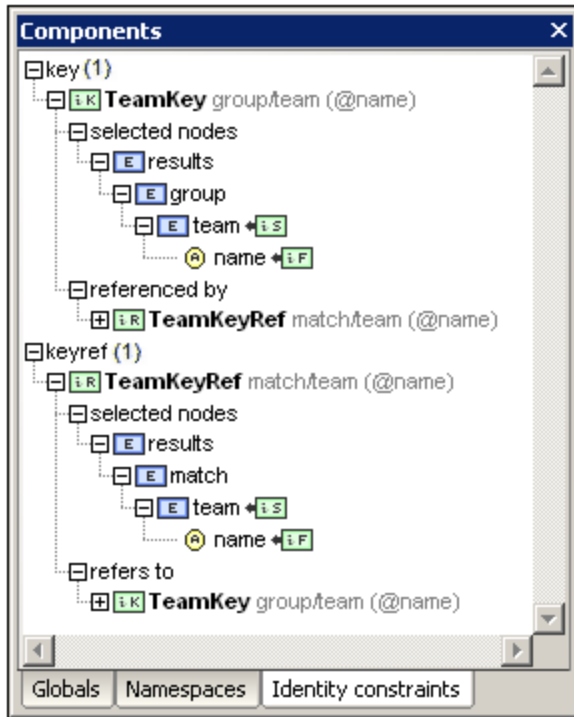 Components
key (1)
i K TeamKey group/team (@name)
selected nodes
E results
E group
E team i S
A name i F
referenced by
i R TeamKeyRef match/team (@name)
keyref (1)
i R TeamKeyRef match/team (@name)
selected nodes
E results
E match
E team i S
A name i F
refers to
i K TeamKey group/team (@name)
Globals Namespaces Identity constraints